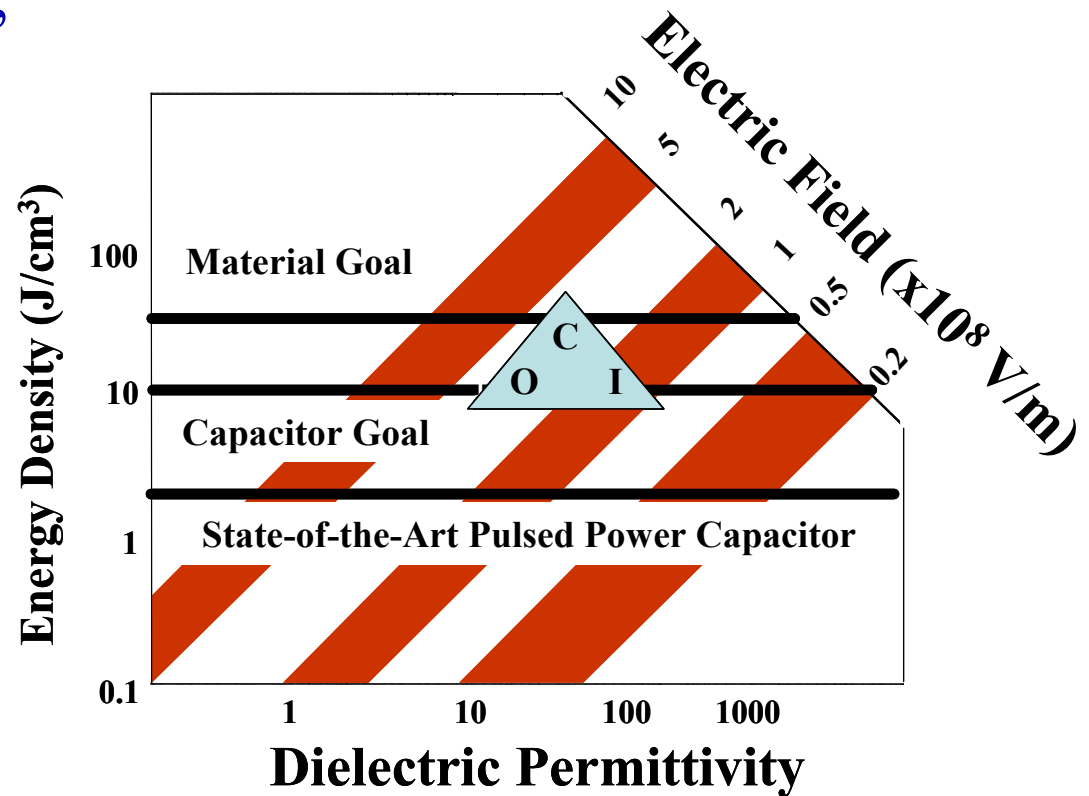 ,
Electric Field (x10⁸ V/m)
10
5
2
1
0.5
0.2
Energy Density (J/cm³)
100
10
1
0.1
Material Goal
C
O I
Capacitor Goal
State-of-the-Art Pulsed Power Capacitor
1 10 100 1000
Dielectric Permittivity